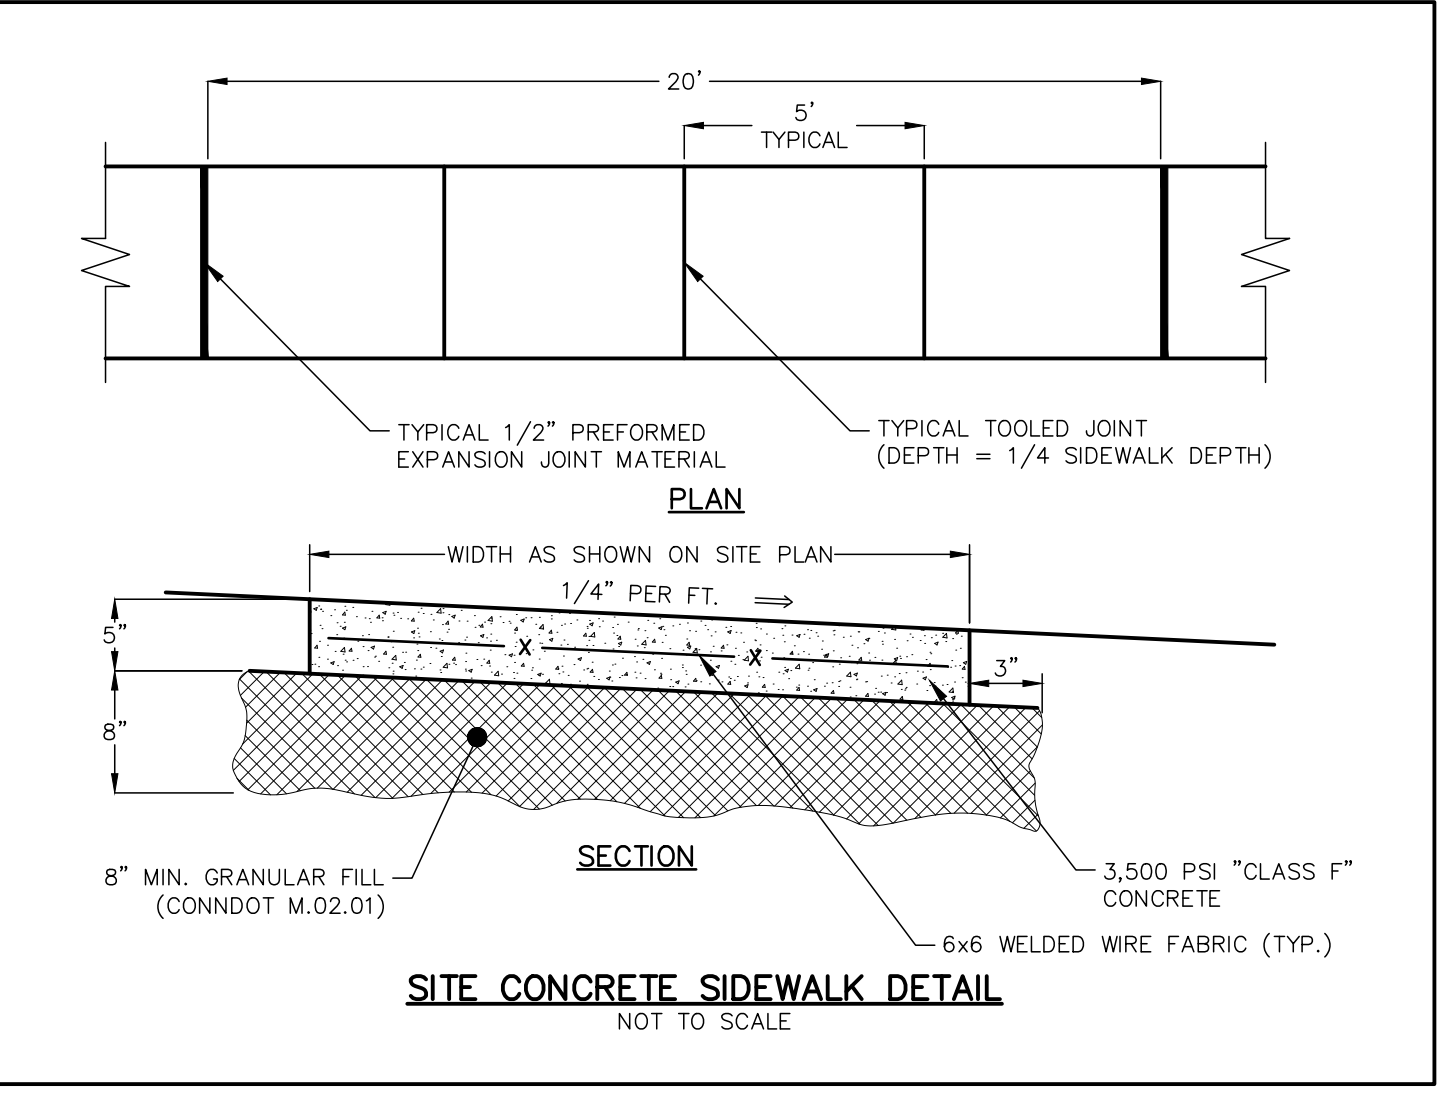 20'
5'
TYPICAL
TYPICAL 1/2" PREFORMED
EXPANSION JOINT MATERIAL
TYPICAL TOOLED JOINT
(DEPTH = 1/4 SIDEWALK DEPTH)
PLAN
WIDTH AS SHOWN ON SITE PLAN
1/4" PER FT.
5"
X
X
3"
8"
SECTION
8" MIN. GRANULAR FILL
(CONNDOT M.02.01)
3,500 PSI "CLASS F"
CONCRETE
6x6 WELDED WIRE FABRIC (TYP.)
SITE CONCRETE SIDEWALK DETAIL
NOT TO SCALE